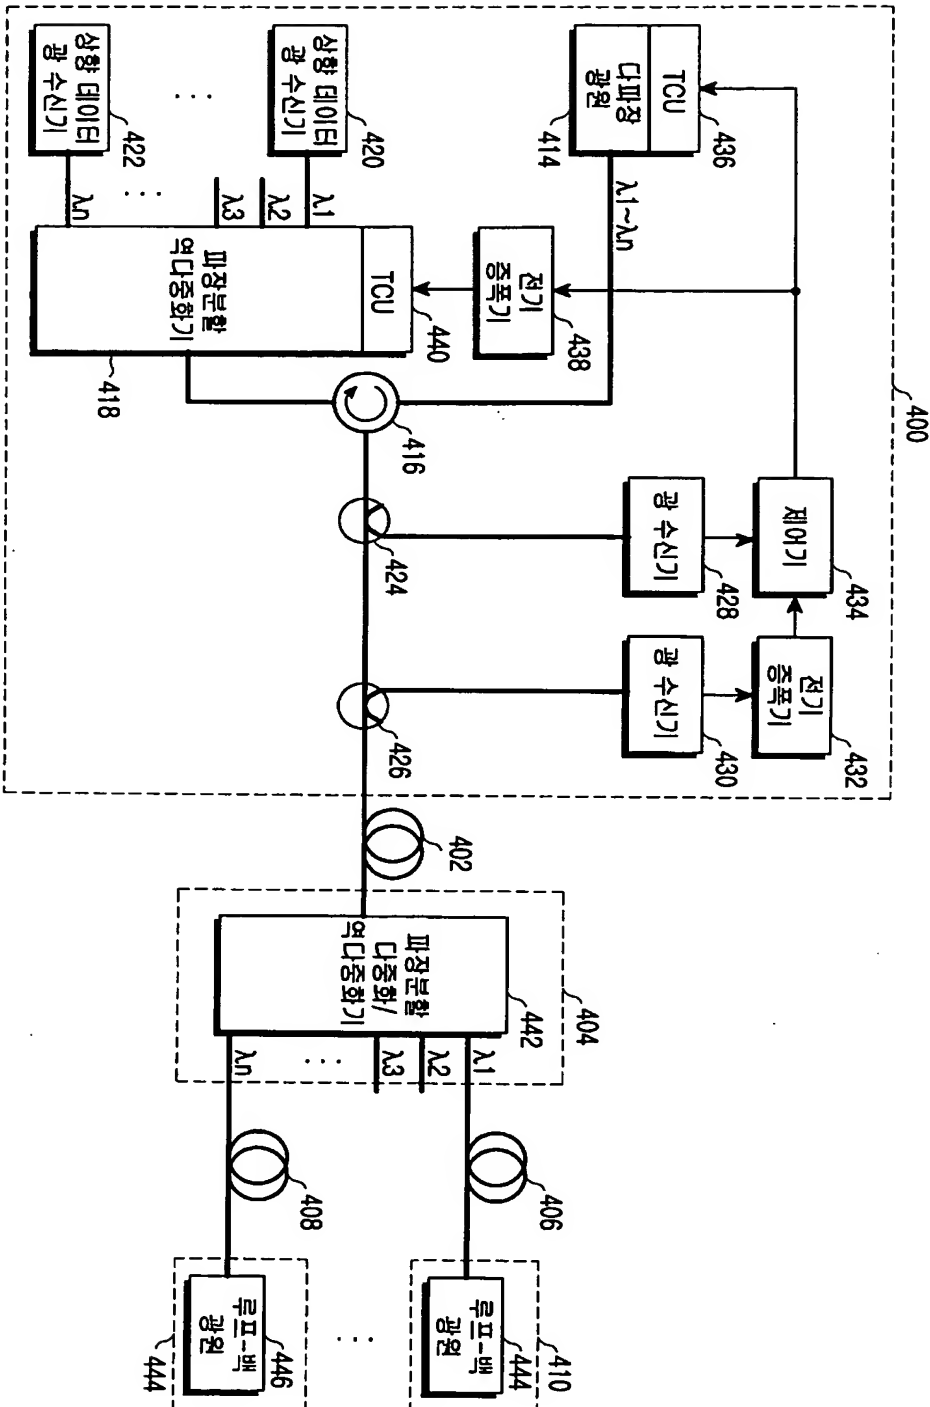 400
TCU
436
다파장
광원
414
λ1~λn
제어기
434
전기
증폭기
432
광 수신기
428
광 수신기
430
전기
증폭기
438
TCU
440
파장분할
역다중화기
418
상향 데이터
광 수신기
420
상향 데이터
광 수신기
422
...
λ1
λ2
λ3
...
λn
416
424
426
402
404
파장분할
다중화/
역다중화기
442
λ1
λ2
λ3
...
λn
406
408
410
루프-백
광원
444
...
루프-백
광원
446
444